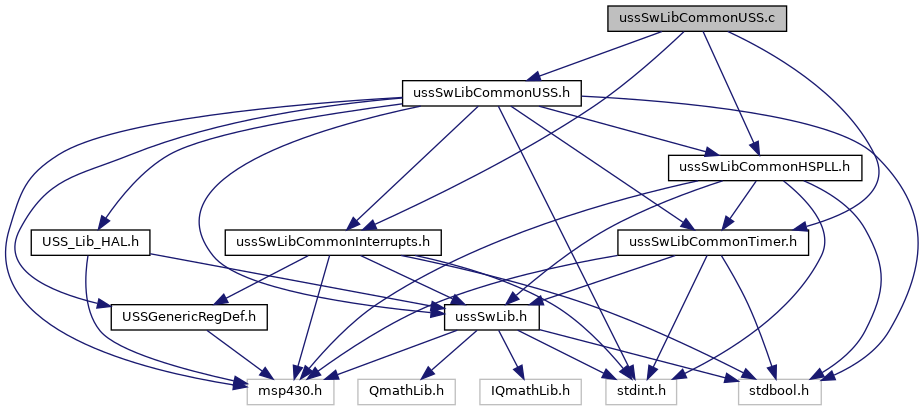 ussSwLibCommonUSS.c
ussSwLibCommonUSS.h
ussSwLibCommonHSPLL.h
USS_Lib_HAL.h
ussSwLibCommonInterrupts.h
ussSwLibCommonTimer.h
USSGenericRegDef.h
ussSwLib.h
msp430.h
QmathLib.h
IQmathLib.h
stdint.h
stdbool.h